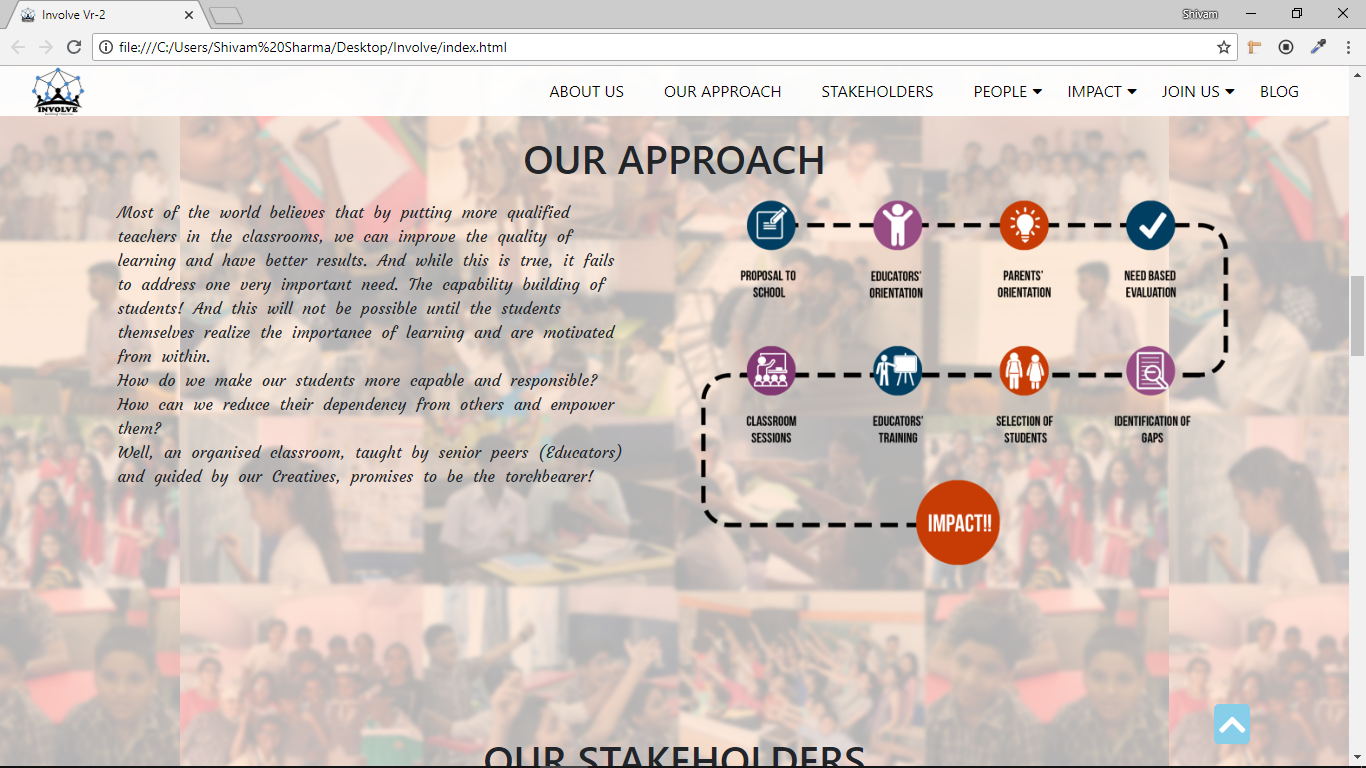 Involve Vr-2
Shivam
file:///C:/Users/Shivam%20Sharma/Desktop/Involve/index.html
INVOLVE
ABOUT US
OUR APPROACH
STAKEHOLDERS
PEOPLE
IMPACT
JOIN US
BLOG
OUR APPROACH
Most of the world believes that by putting more qualified
teachers in the classrooms, we can improve the quality of
learning and have better results. And while this is true, it fails
to address one very important need. The capability building of
students! And this will not be possible until the students
themselves realize the importance of learning and are motivated
from within.
How do we make our students more capable and responsible?
How can we reduce their dependency from others and empower
them?
Well, an organised classroom, taught by senior peers (Educators)
and guided by our Creatives, promises to be the torchbearer!
PROPOSAL TO
SCHOOL
EDUCATORS'
ORIENTATION
PARENTS'
ORIENTATION
NEED BASED
EVALUATION
CLASSROOM
SESSIONS
EDUCATORS'
TRAINING
SELECTION OF
STUDENTS
IDENTIFICATION OF
GAPS
IMPACT!!
OUR STAKEHOLDERS